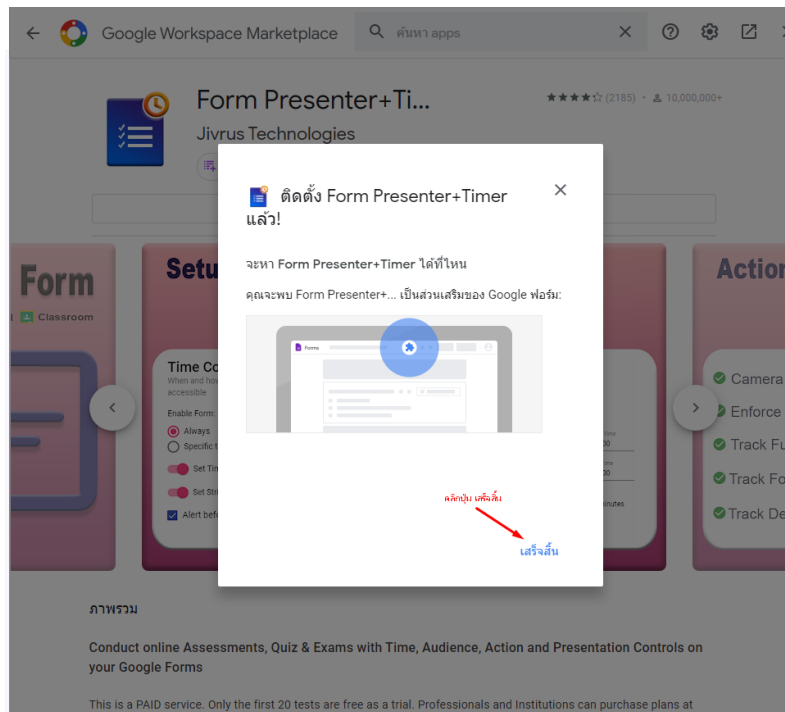 Google Workspace Marketplace
ค้นหา apps
Form Presenter+Ti...
(2185)
10,000,000+
Jivrus Technologies
ติดตั้ง Form Presenter+Timer
แล้ว!
จะหา Form Presenter+Timer ได้ที่ไหน
คุณจะพบ Form Presenter+... เป็นส่วนเสริมของ Google ฟอร์ม:
Forms
คลิกปุ่ม เสร็จสิ้น
เสร็จสิ้น
Form
Classroom
Setu
Time Co
When and how
accessible
Enable Form:
Always
Specific t
Set Tim
Set Stri
Alert befo
inutes
Action
Camera
Enforce
Track Fu
Track Fo
Track De
ภาพรวม
Conduct online Assessments, Quiz & Exams with Time, Audience, Action and Presentation Controls on
your Google Forms
This is a PAID service. Only the first 20 tests are free as a trial. Professionals and Institutions can purchase plans at